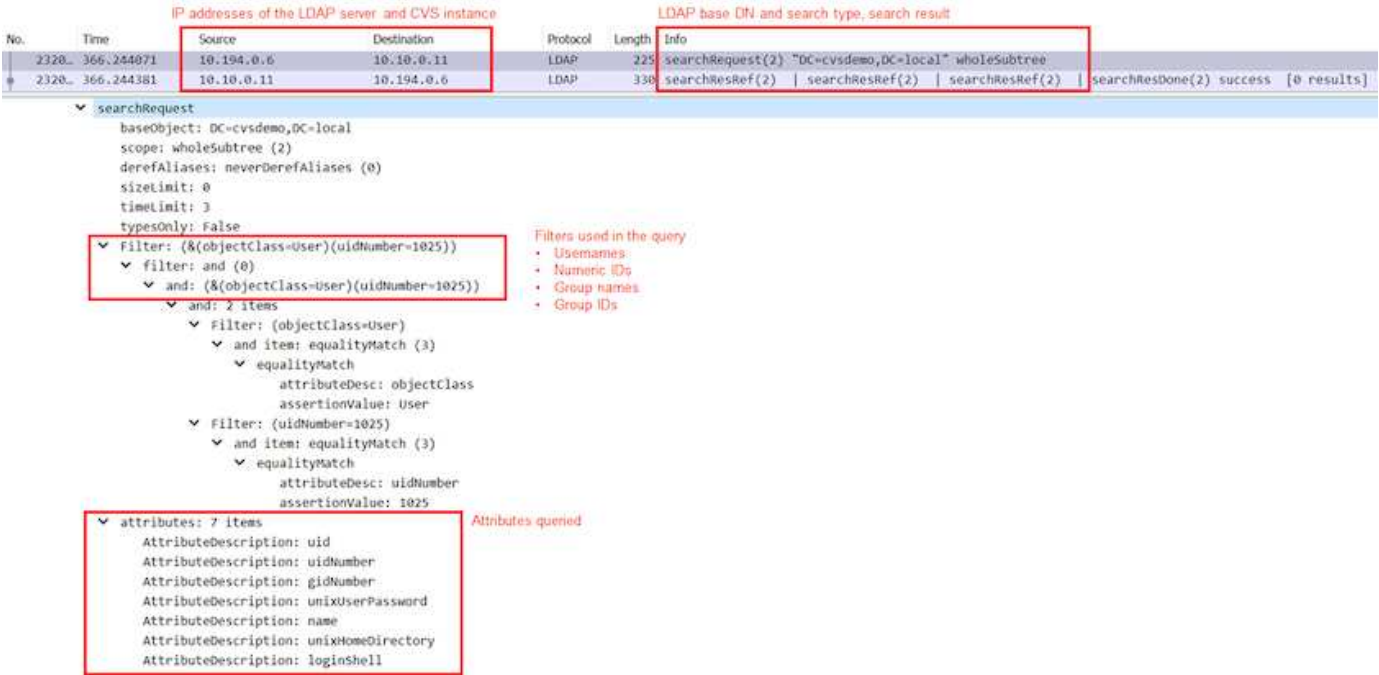 IP addresses of the LDAP server and CVS instance
LDAP base DN and search type, search result
No. Time Source Destination Protocol Length Info
2320… 366.244071 10.194.0.6 10.10.0.11 LDAP 225 searchRequest(2) "DC=cvsdemo,DC=local" wholeSubtree
2320… 366.244381 10.10.0.11 10.194.0.6 LDAP 330 searchResRef(2) | searchResRef(2) | searchResRef(2) | searchResDone(2) success [0 results]
searchRequest
baseObject: DC=cvsdemo,DC=local
scope: wholeSubtree (2)
derefAliases: neverDerefAliases (0)
sizeLimit: 0
timeLimit: 3
typesOnly: False
Filter: (&(objectClass=User)(uidNumber=1025))
filter: and (0)
and: (&(objectClass=User)(uidNumber=1025))
Filters used in the query
• Usernames
• Numeric IDs
• Group names
• Group IDs
and: 2 items
Filter: (objectClass=User)
and item: equalityMatch (3)
equalityMatch
attributeDesc: objectClass
assertionValue: User
Filter: (uidNumber=1025)
and item: equalityMatch (3)
equalityMatch
attributeDesc: uidNumber
assertionValue: 1025
attributes: 7 items
Attributes queried
AttributeDescription: uid
AttributeDescription: uidNumber
AttributeDescription: gidNumber
AttributeDescription: unixUserPassword
AttributeDescription: name
AttributeDescription: unixHomeDirectory
AttributeDescription: loginShell